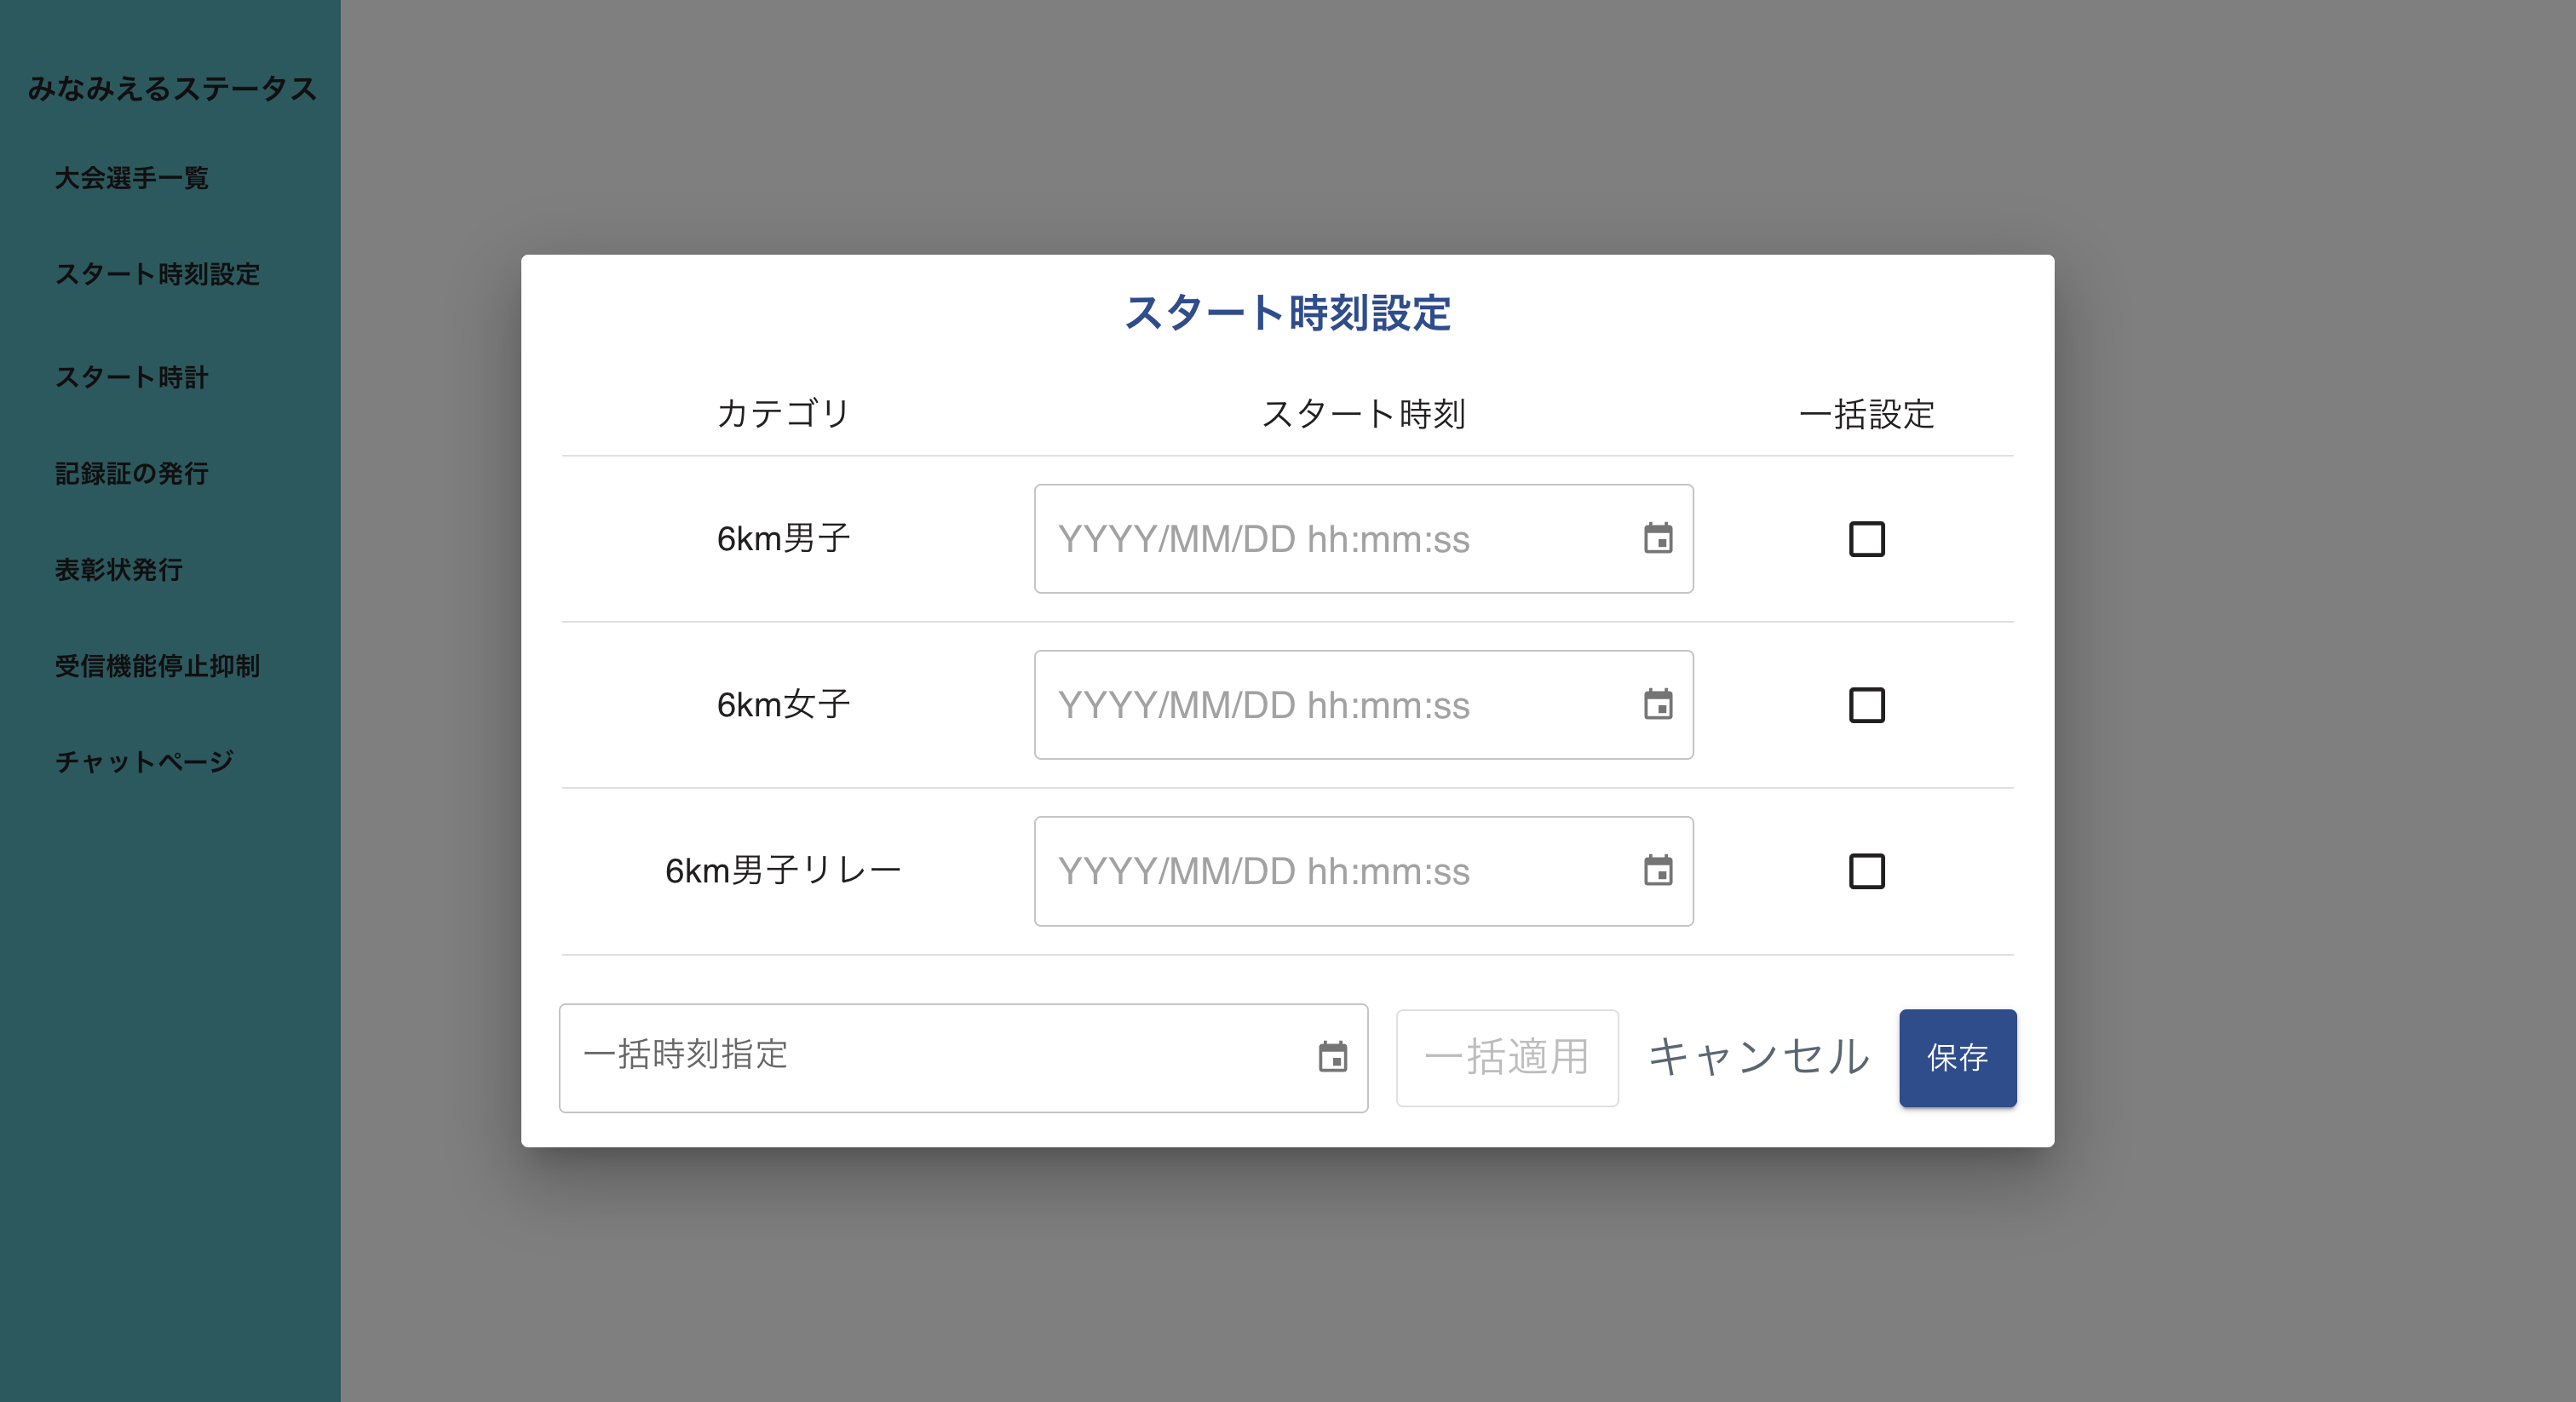 みなみえるステータス
大会選手一覧
スタート時刻設定
スタート時計
記録証の発行
表彰状発行
受信機能停止抑制
チャットページ
スタート時刻設定
カテゴリ スタート時刻 一括設定
6km男子 YYYY/MM/DD hh:mm:ss
6km女子 YYYY/MM/DD hh:mm:ss
6km男子リレー YYYY/MM/DD hh:mm:ss
一括時刻指定 一括適用 キャンセル 保存